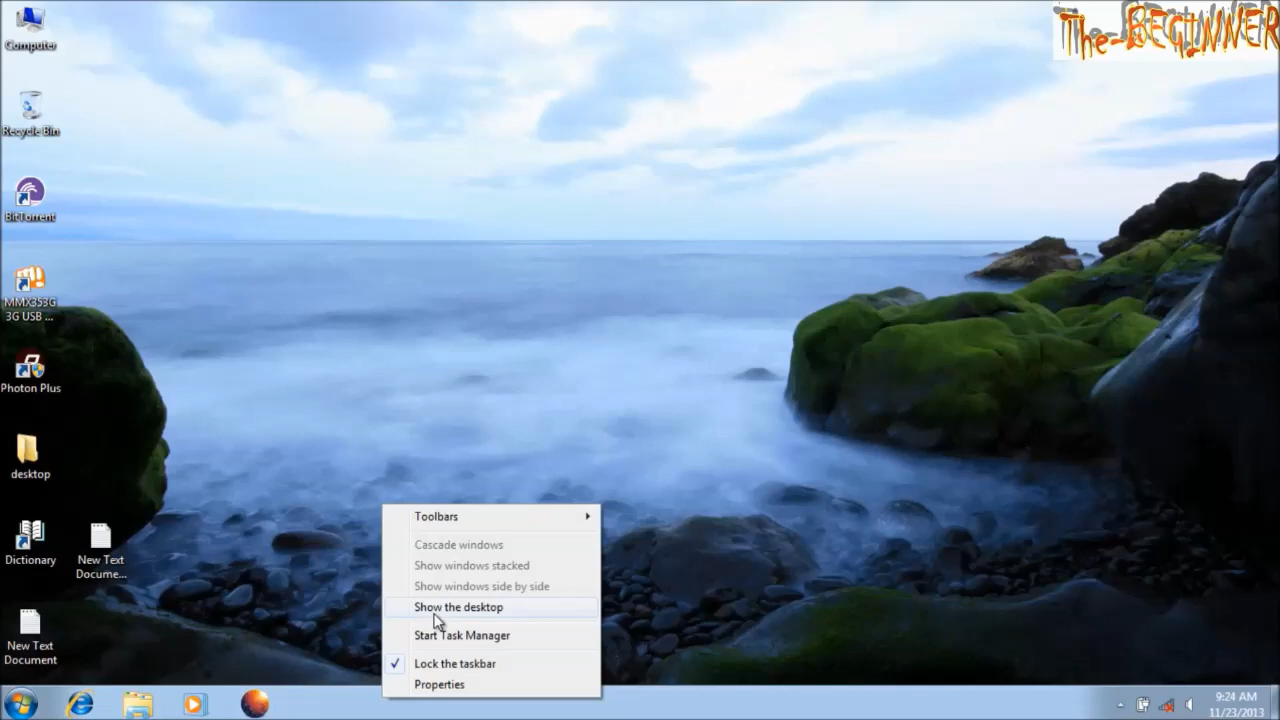 Computer
The-BEGINNER
Recycle Bin
BitTorrent
MMX353G
3G USB ...
Photon Plus
desktop
Dictionary
New Text
Docume...
New Text
Document
Toolbars
Cascade windows
Show windows stacked
Show windows side by side
Show the desktop
Start Task Manager
Lock the taskbar
Properties
9:24 AM
11/23/2013